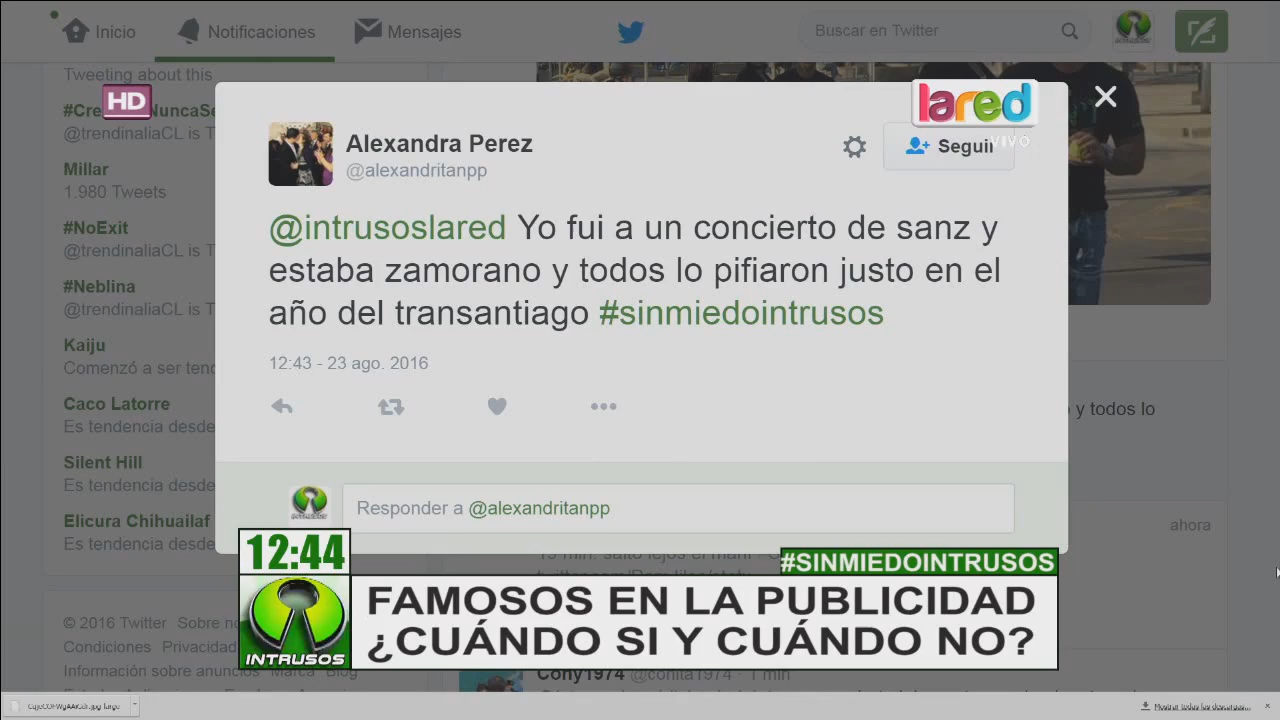 Inicio
Notificaciones
Mensajes
Buscar en Twitter
Tweeting about this
HD
@trendinaliaCL is T
Millar
1.980 Tweets
#NoExit
@trendinaliaCL is T
#Neblina
@trendinaliaCL is T
Kaiju
Comenzó a ser tend
Caco Latorre
Es tendencia desde
Silent Hill
Es tendencia desde
Elicura Chihuailaf
Es tendencia desde
© 2016 Twitter Sobre no
Condiciones Privacidad
Información sobre anuncios Marca Blog
lared
VIVO
Alexandra Perez
@alexandritanpp
Seguir
@intrusoslared Yo fui a un concierto de sanz y
estaba zamorano y todos lo pifiaron justo en el
año del transantiago #sinmiedointrusos
12:43 - 23 ago. 2016
y todos lo
Responder a @alexandritanpp
ahora
12:44
#SINMIEDOINTRUSOS
FAMOSOS EN LA PUBLICIDAD
¿CUÁNDO SI Y CUÁNDO NO?
INTRUSOS
Cony1974 @conita1974 · 1 min
Mostrar todas las descargas...